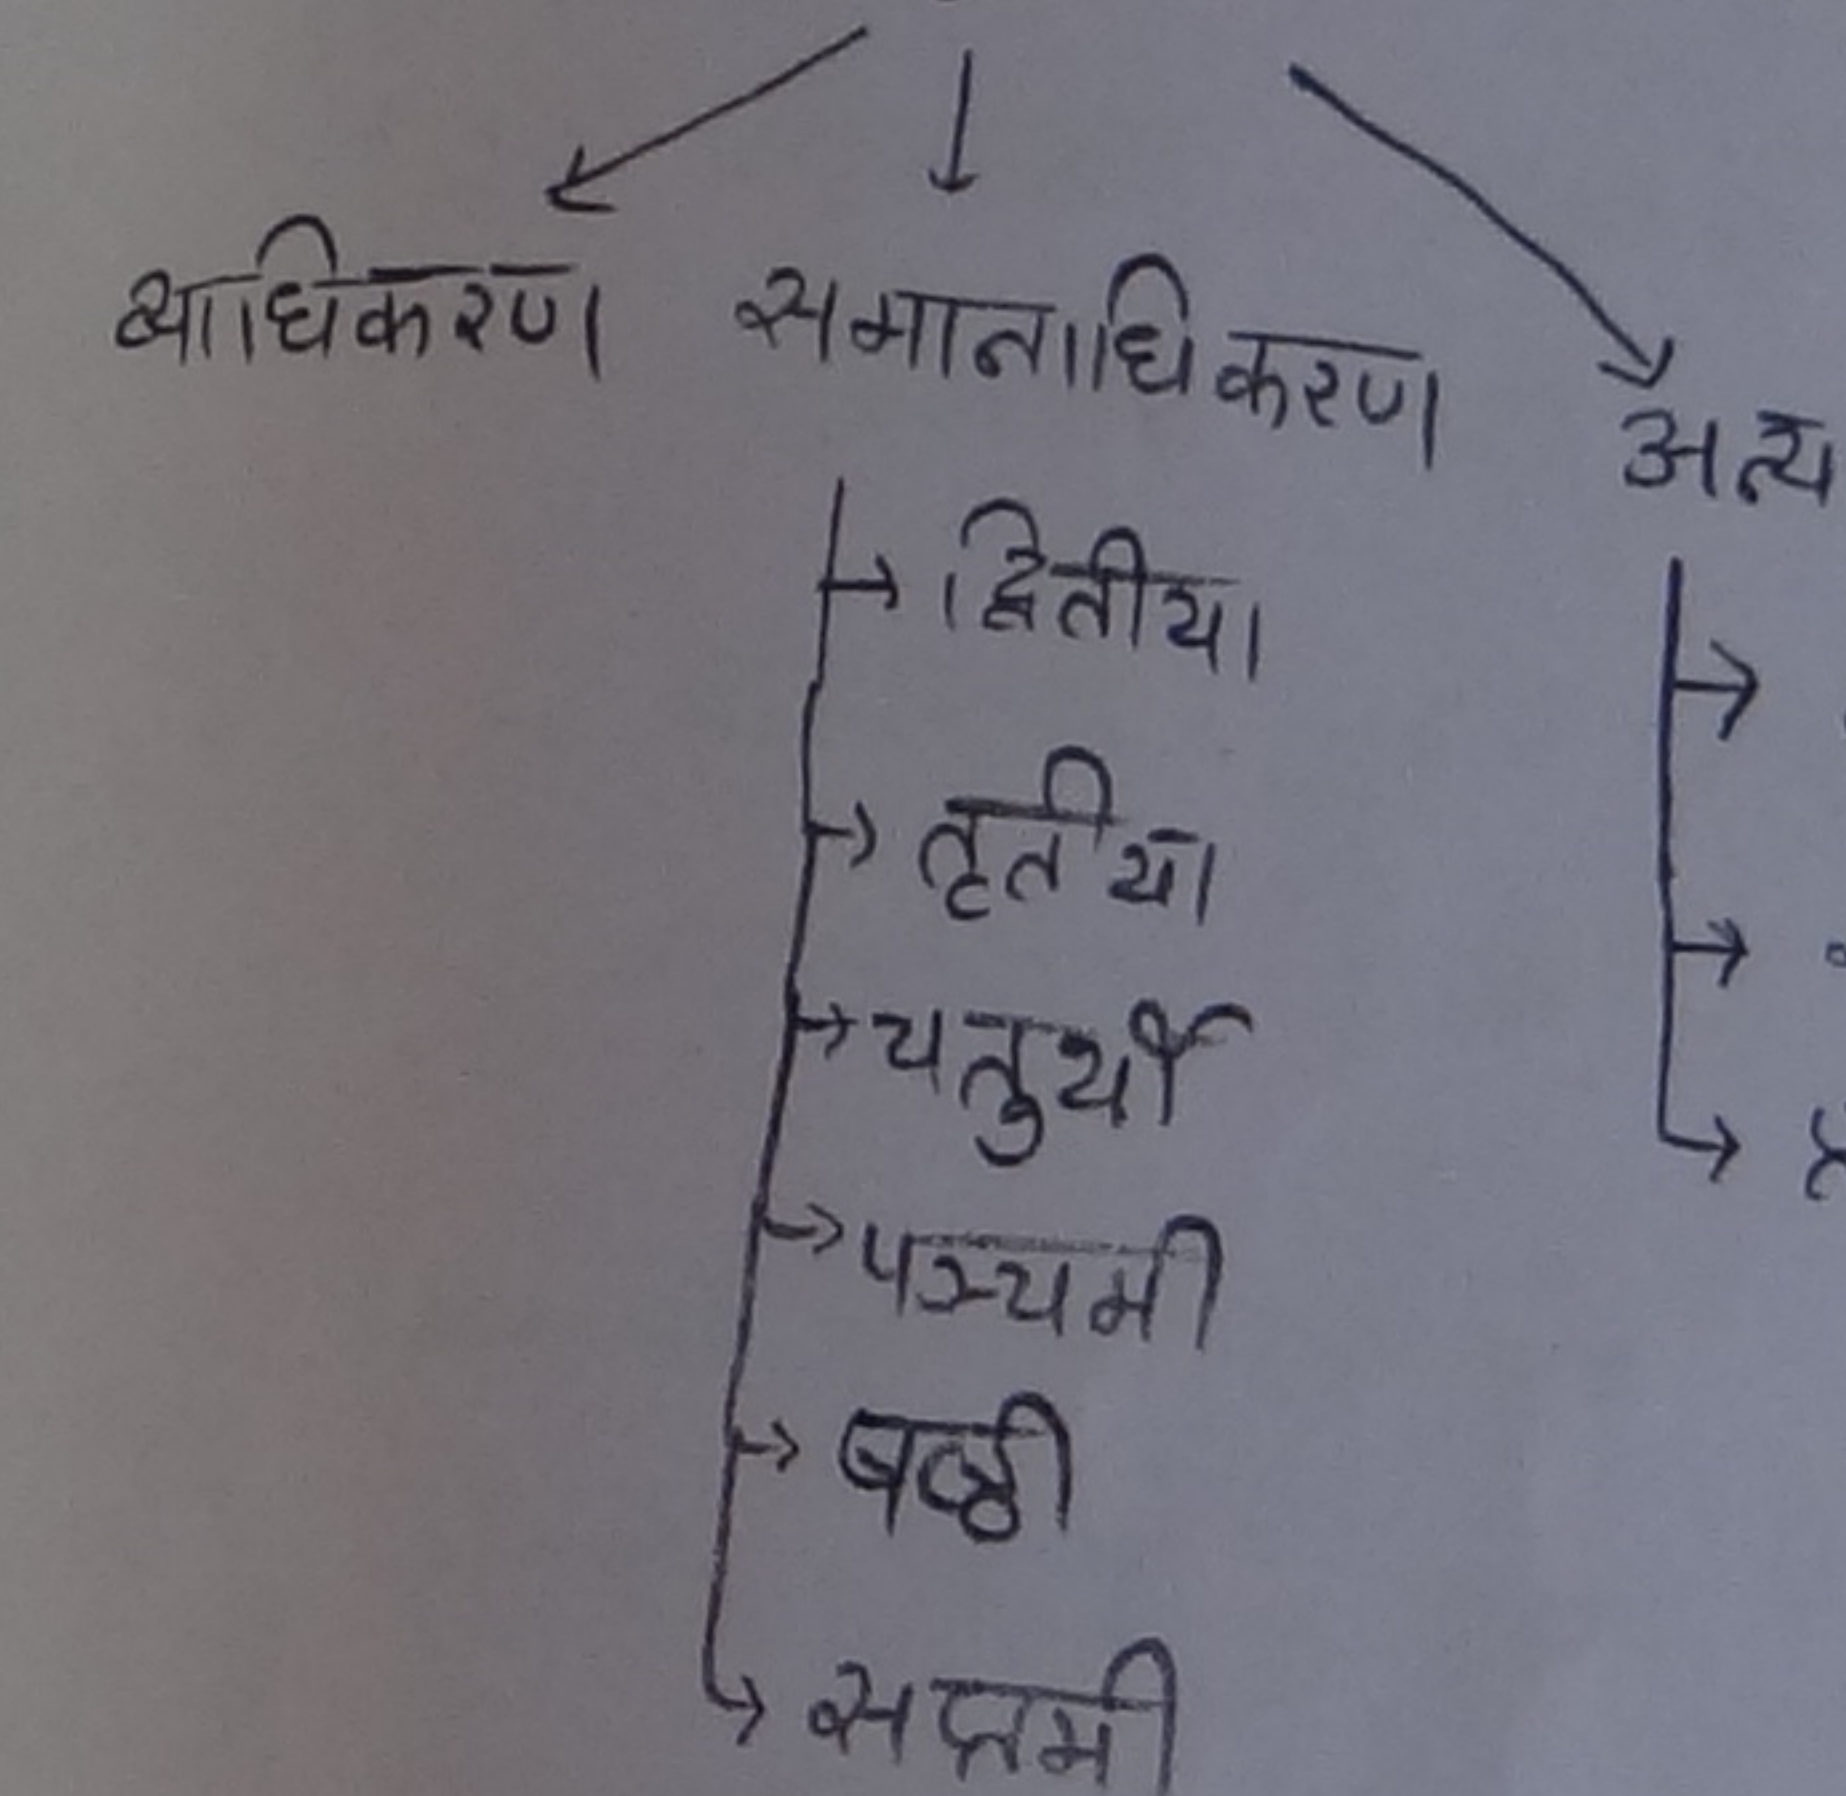 व्याधिकरण समानाधिकरण अन्य
द्वितीया
तृतीया
चतुर्थी
पञ्चमी
षष्ठी
सप्तमी